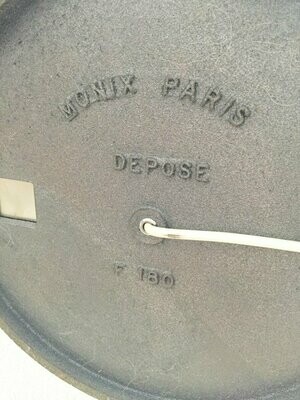 MONIX PARIS
DEPOSE
F 180